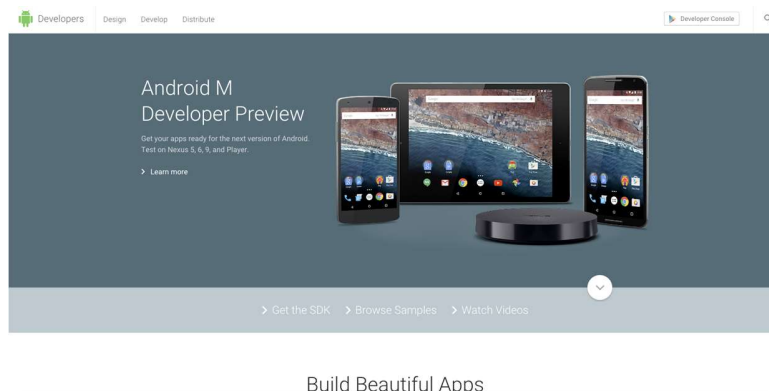 Developers Design Develop Distribute Developer Console
Android M
Developer Preview
Get your apps ready for the next version of Android.
Test on Nexus 5, 6, 9, and Player.
Learn more
Get the SDK Browse Samples Watch Videos
Build Beautiful Apps